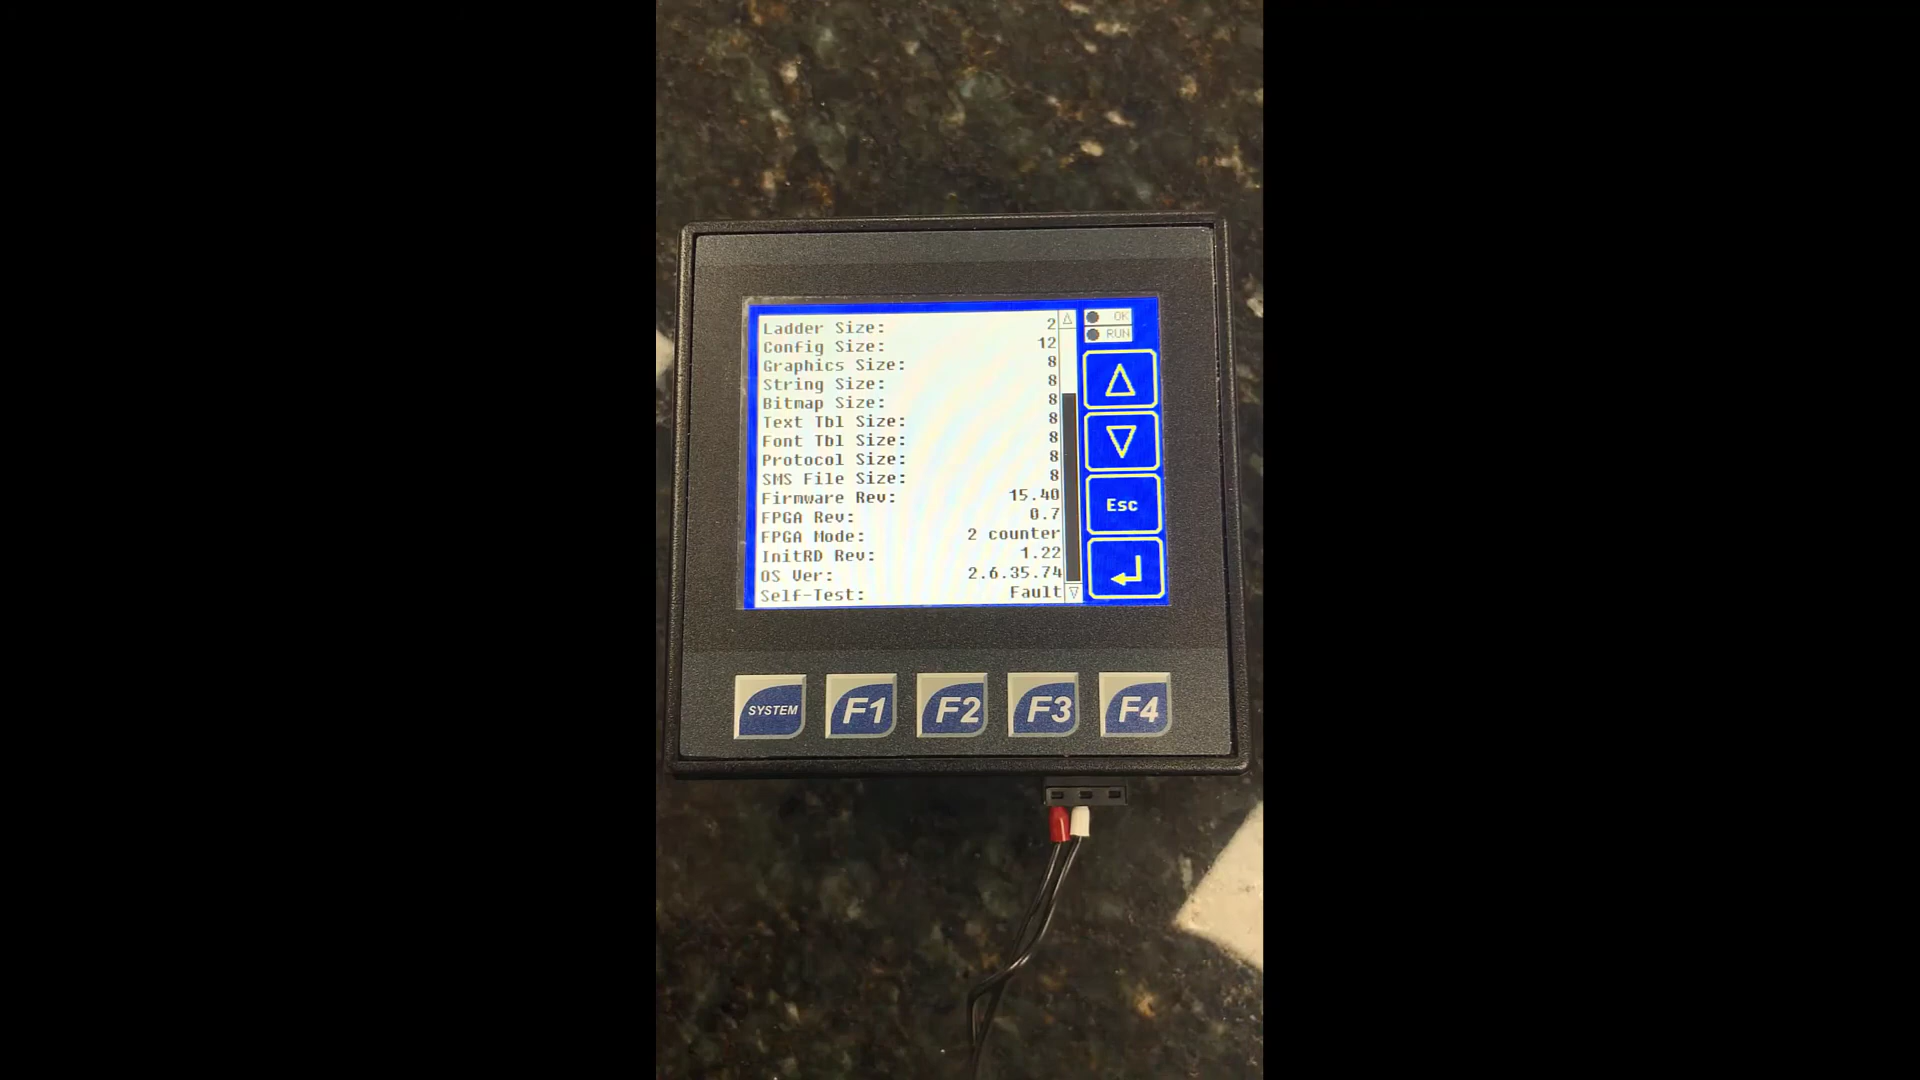 Ladder Size: 2
Config Size: 12
Graphics Size: 8
String Size: 8
Bitmap Size: 8
Text Tbl Size: 8
Font Tbl Size: 8
Protocol Size: 8
SMS File Size: 8
Firmware Rev: 15.40
FPGA Rev: 0.7
FPGA Mode: 2 counter
InitRD Rev: 1.22
OS Ver: 2.6.35.74
Self-Test: Fault
OK
RUN
Esc
SYSTEM F1 F2 F3 F4